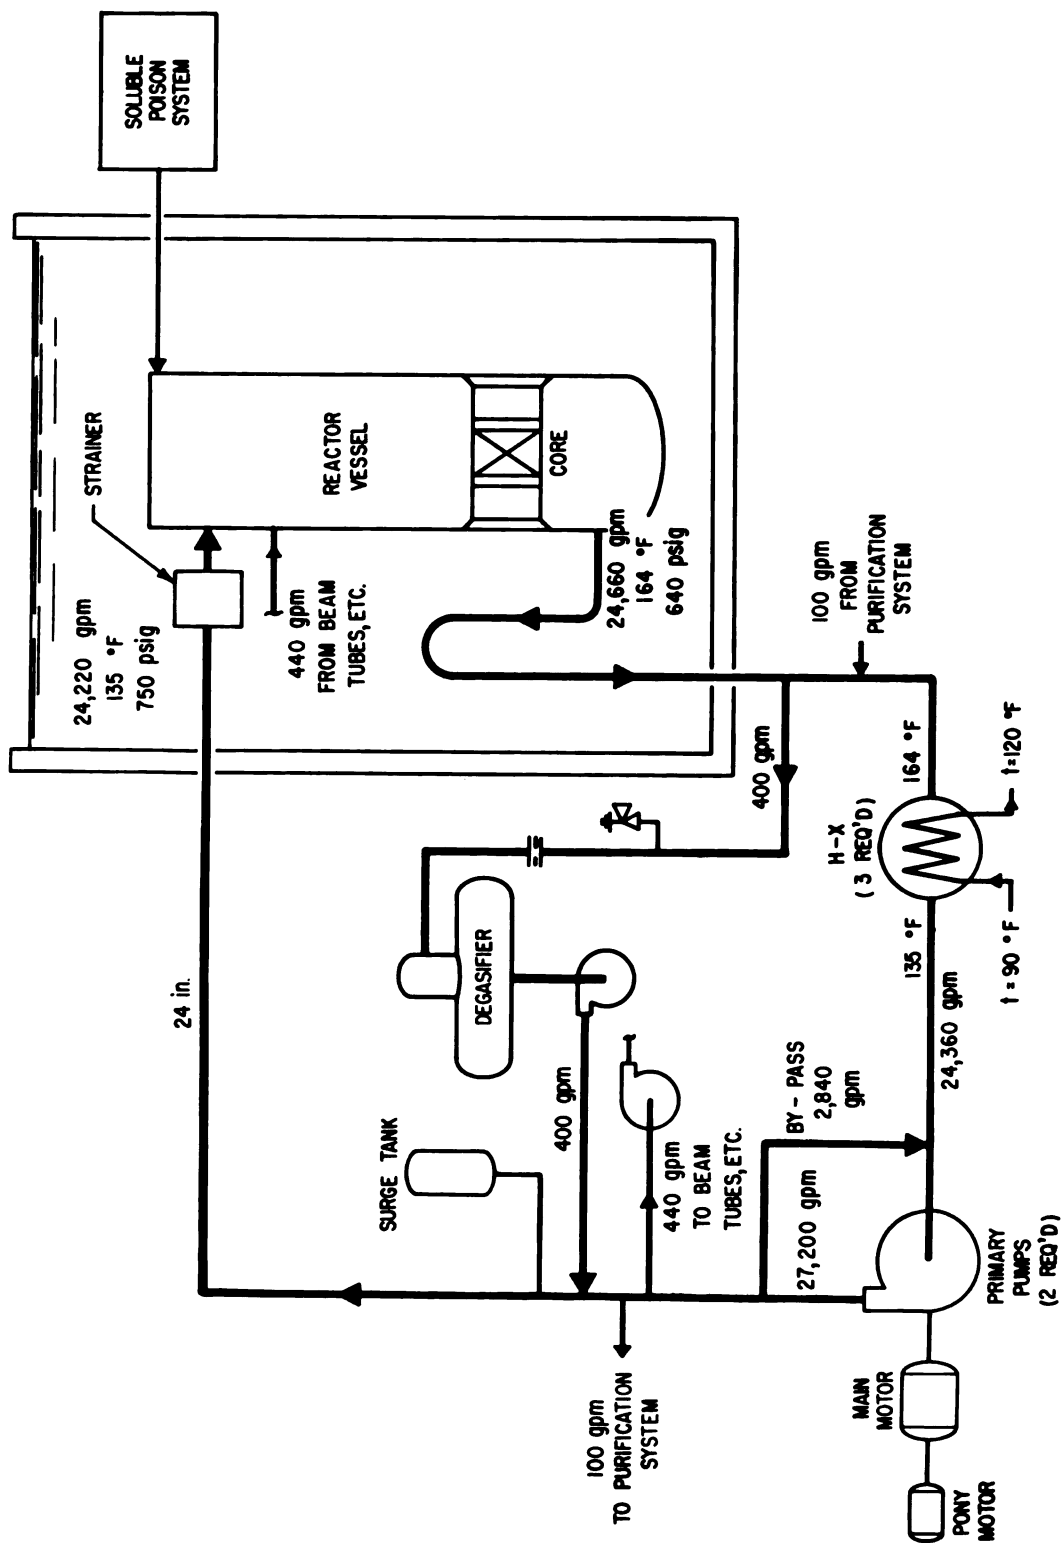 SOLUBLE
POISON
SYSTEM
STRAINER
24,220 gpm
135 °F
750 psig
REACTOR
VESSEL
CORE
440 gpm
FROM BEAM
TUBES, ETC.
24,660 gpm
164 °F
640 psig
100 gpm
FROM
PURIFICATION
SYSTEM
400 gpm
164 °F
H-X
(3 REQ'D)
t=120 °F
t=90 °F
135 °F
24,360 gpm
24 in.
DEGASIFIER
400 gpm
SURGE TANK
440 gpm
TO BEAM
TUBES, ETC.
BY-PASS
2,840
gpm
27,200 gpm
PRIMARY
PUMPS
(2 REQ'D)
100 gpm
TO PURIFICATION
SYSTEM
MAIN
MOTOR
PONY
MOTOR